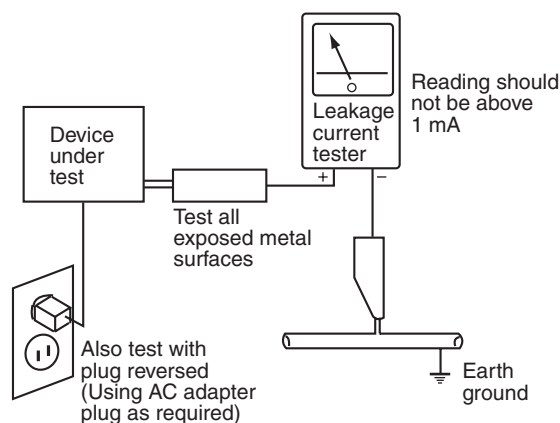 Device
under
test
Leakage
current
tester
Reading should
not be above
1 mA
+ −
Test all
exposed metal
surfaces
Also test with
plug reversed
(Using AC adapter
plug as required)
Earth
ground